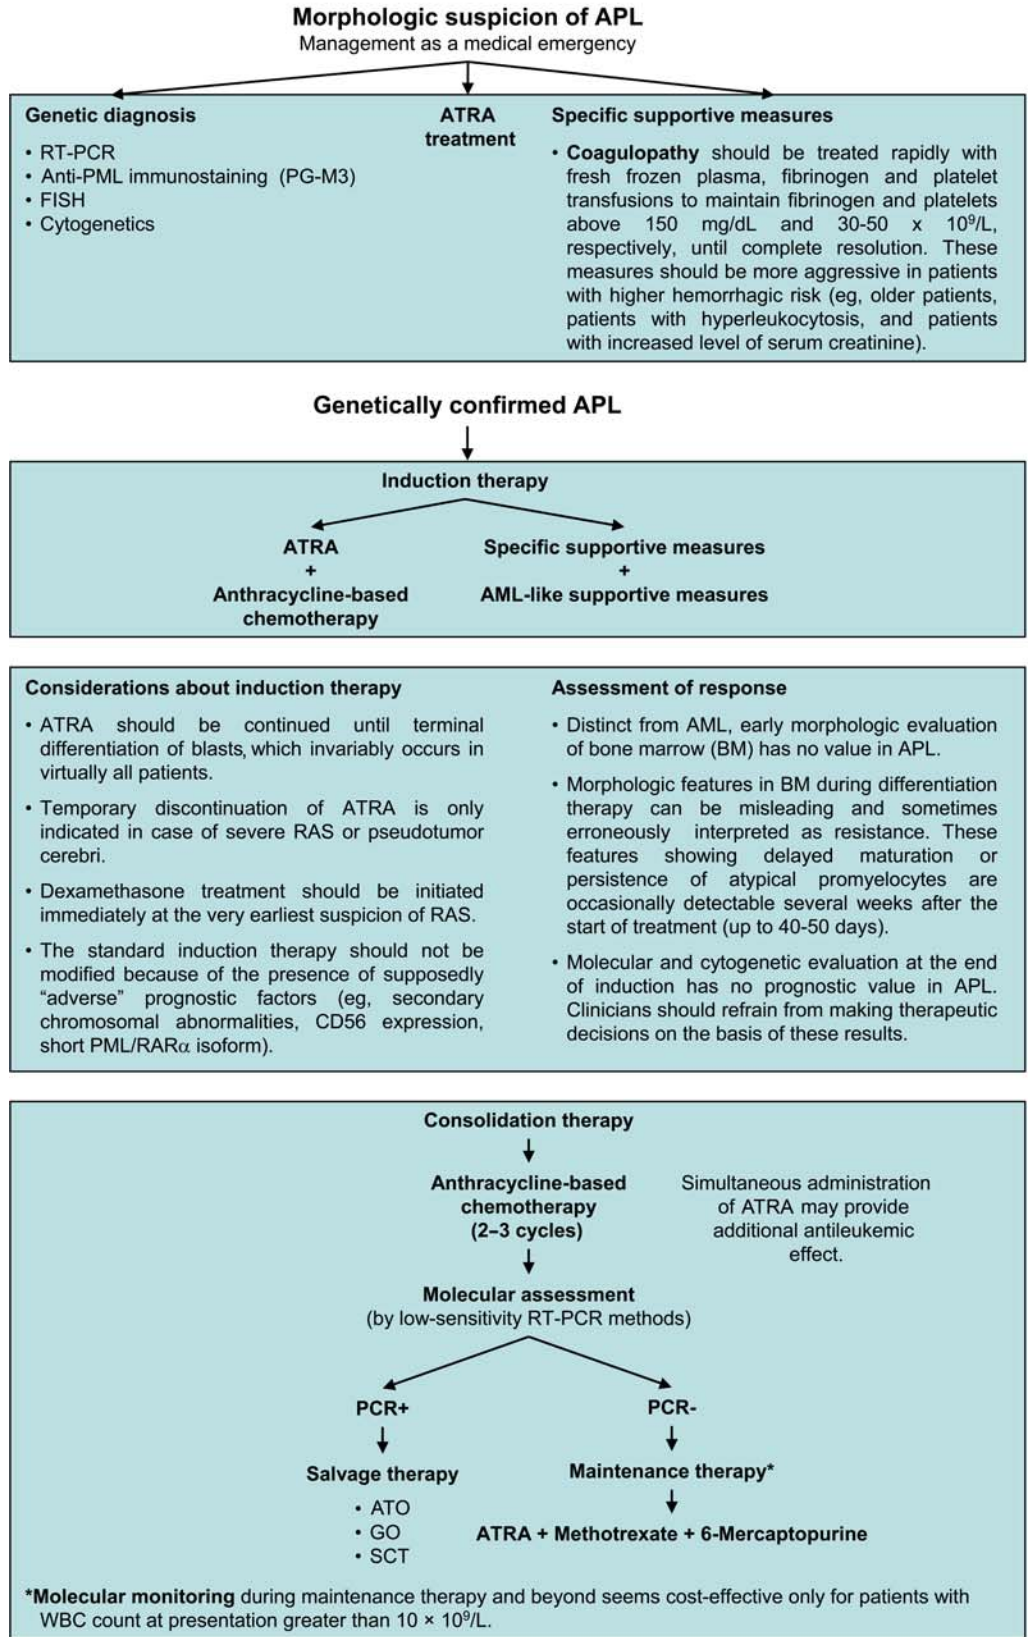 Morphologic suspicion of APL
Management as a medical emergency
Genetic diagnosis
• RT-PCR
• Anti-PML immunostaining (PG-M3)
• FISH
• Cytogenetics
ATRA
treatment
Specific supportive measures
• Coagulopathy should be treated rapidly with
fresh frozen plasma, fibrinogen and platelet
transfusions to maintain fibrinogen and platelets
above 150 mg/dL and 30-50 x 10⁹/L,
respectively, until complete resolution. These
measures should be more aggressive in patients
with higher hemorrhagic risk (eg, older patients,
patients with hyperleukocytosis, and patients
with increased level of serum creatinine).
Genetically confirmed APL
Induction therapy
ATRA
+
Anthracycline-based
chemotherapy
Specific supportive measures
+
AML-like supportive measures
Considerations about induction therapy
• ATRA should be continued until terminal
differentiation of blasts, which invariably occurs in
virtually all patients.
• Temporary discontinuation of ATRA is only
indicated in case of severe RAS or pseudotumor
cerebri.
• Dexamethasone treatment should be initiated
immediately at the very earliest suspicion of RAS.
• The standard induction therapy should not be
modified because of the presence of supposedly
“adverse” prognostic factors (eg, secondary
chromosomal abnormalities, CD56 expression,
short PML/RARα isoform).
Assessment of response
• Distinct from AML, early morphologic evaluation
of bone marrow (BM) has no value in APL.
• Morphologic features in BM during differentiation
therapy can be misleading and sometimes
erroneously interpreted as resistance. These
features showing delayed maturation or
persistence of atypical promyelocytes are
occasionally detectable several weeks after the
start of treatment (up to 40-50 days).
• Molecular and cytogenetic evaluation at the end
of induction has no prognostic value in APL.
Clinicians should refrain from making therapeutic
decisions on the basis of these results.
Consolidation therapy
Anthracycline-based
chemotherapy
(2–3 cycles)
Simultaneous administration
of ATRA may provide
additional antileukemic
effect.
Molecular assessment
(by low-sensitivity RT-PCR methods)
PCR+
Salvage therapy
• ATO
• GO
• SCT
PCR-
Maintenance therapy*
ATRA + Methotrexate + 6-Mercaptopurine
*Molecular monitoring during maintenance therapy and beyond seems cost-effective only for patients with
WBC count at presentation greater than 10 × 10⁹/L.